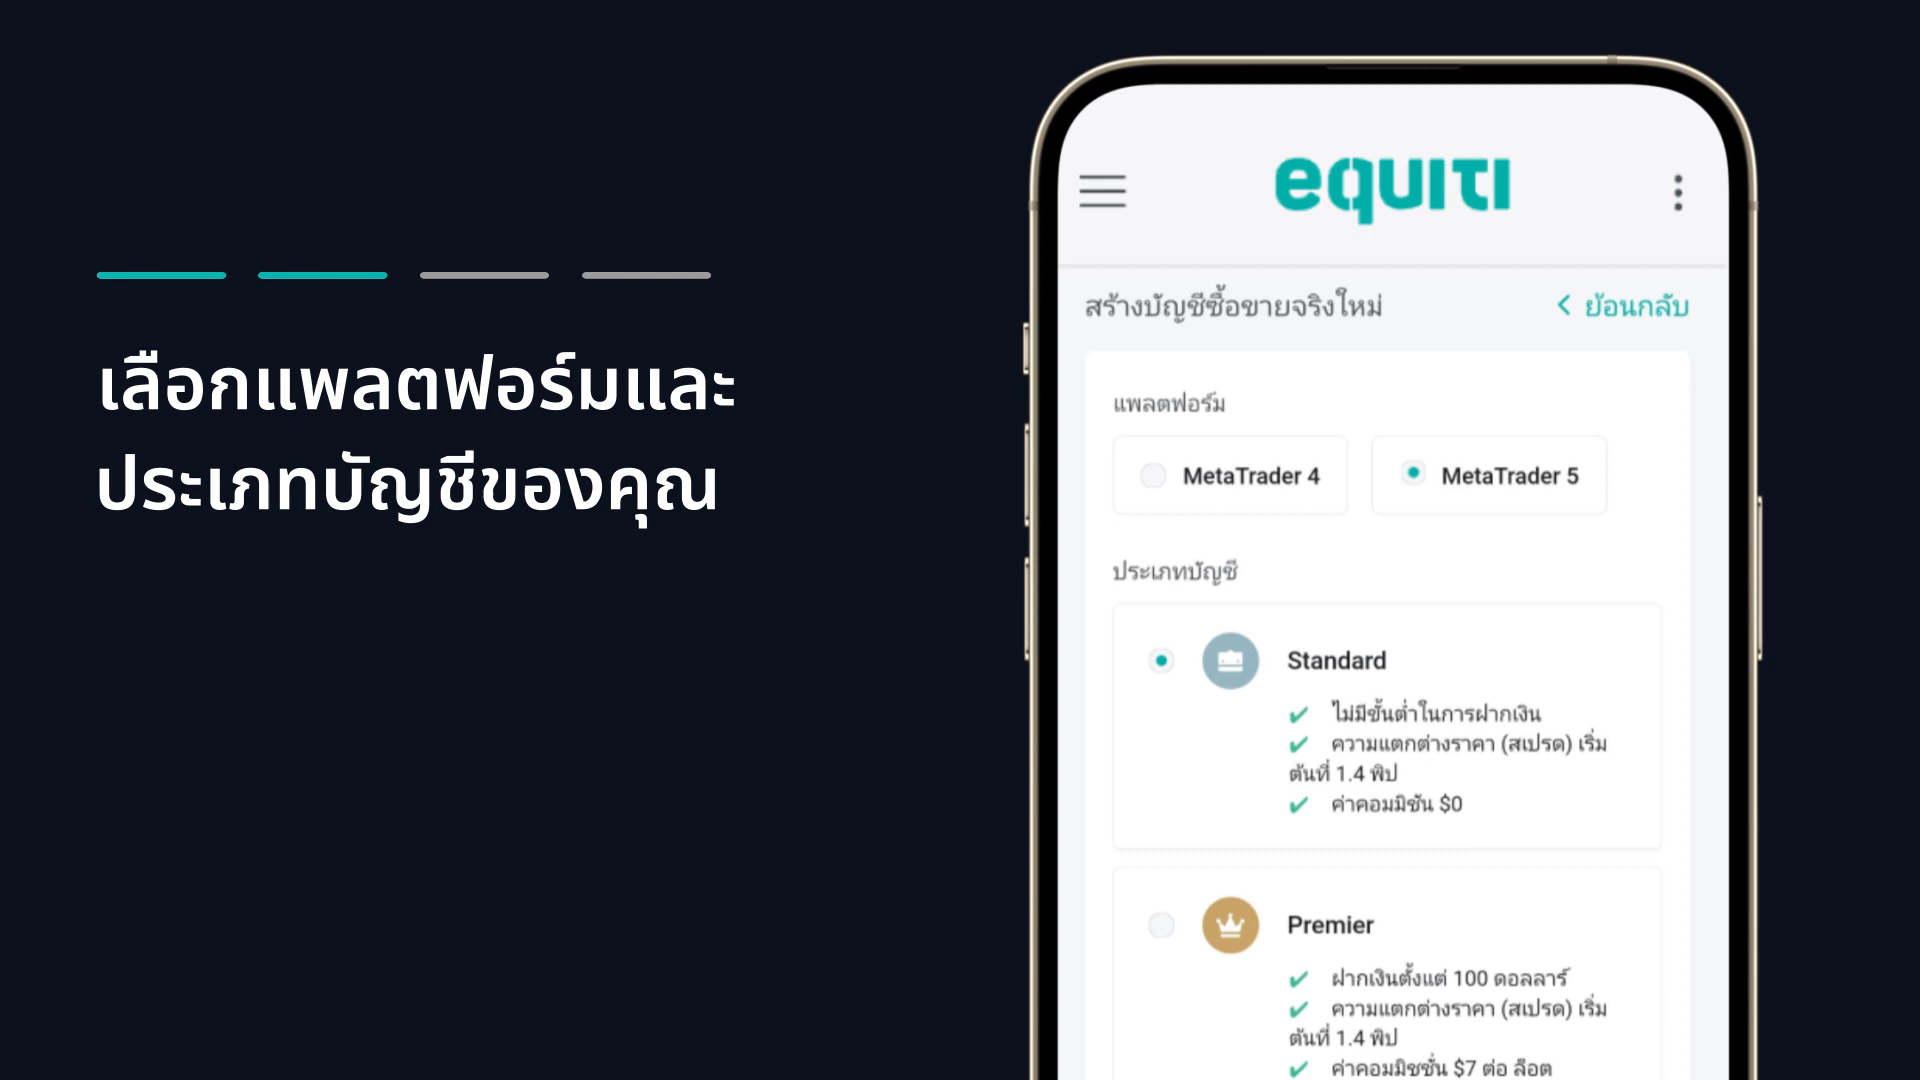 เลือกแพลตฟอร์มและ
ประเภทบัญชีของคุณ
equiti
สร้างบัญชีซื้อขายจริงใหม่
ย้อนกลับ
แพลตฟอร์ม
MetaTrader 4
MetaTrader 5
ประเภทบัญชี
Standard
✔ ไม่มีขั้นต่ำในการฝากเงิน
✔ ความแตกต่างราคา (สเปรด) เริ่ม
ต้นที่ 1.4 พิป
✔ ค่าคอมมิชัน $0
Premier
✔ ฝากเงินตั้งแต่ 100 ดอลลาร์
✔ ความแตกต่างราคา (สเปรด) เริ่ม
ต้นที่ 1.4 พิป
✔ ค่าคอมมิชชั่น $7 ต่อ ล๊อต